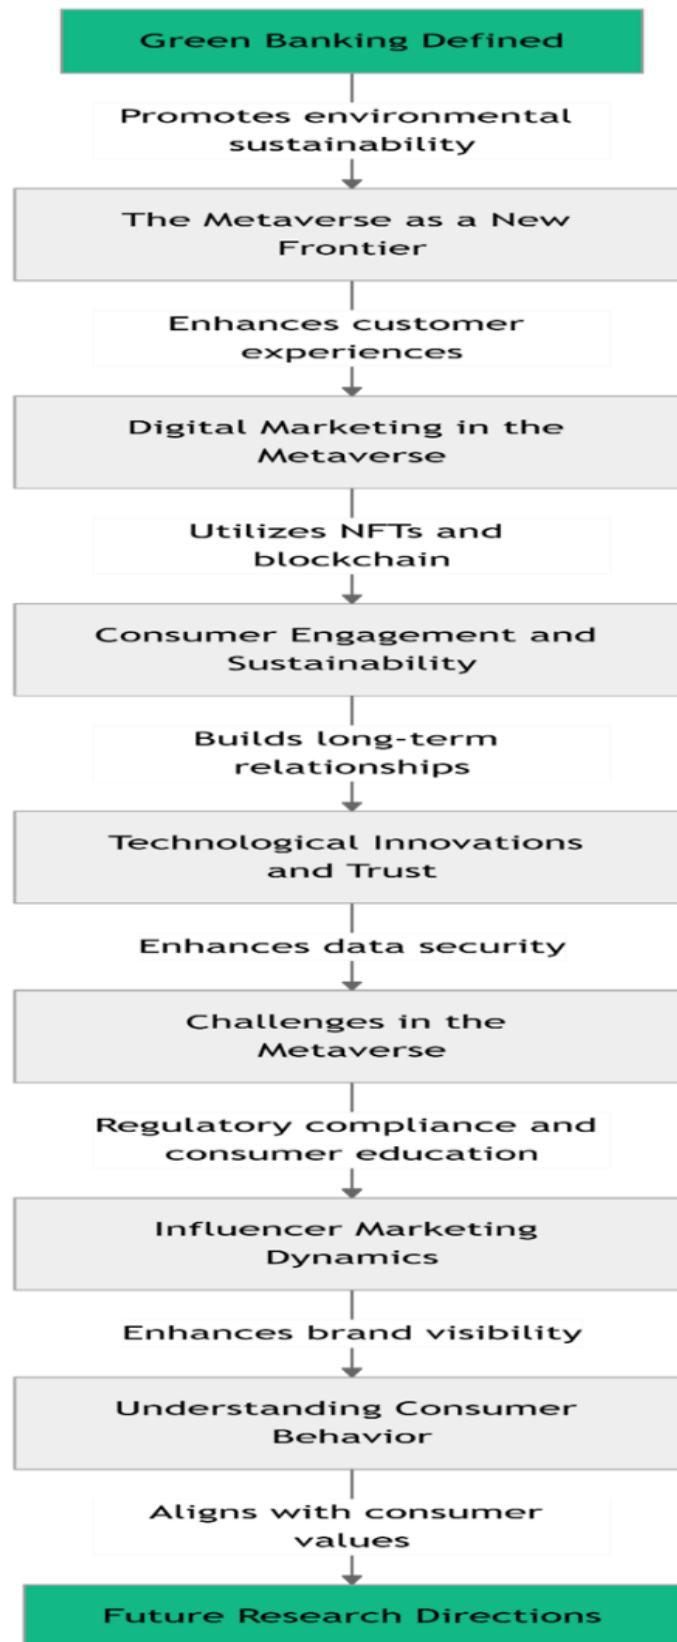 Green Banking Defined
Promotes environmental
sustainability
The Metaverse as a New
Frontier
Enhances customer
experiences
Digital Marketing in the
Metaverse
Utilizes NFTs and
blockchain
Consumer Engagement and
Sustainability
Builds long-term
relationships
Technological Innovations
and Trust
Enhances data security
Challenges in the
Metaverse
Regulatory compliance and
consumer education
Influencer Marketing
Dynamics
Enhances brand visibility
Understanding Consumer
Behavior
Aligns with consumer
values
Future Research Directions